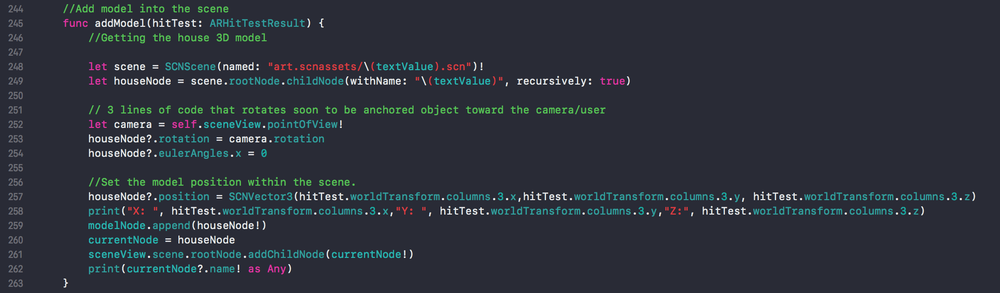 244 //Add model into the scene
245 func addModel(hitTest: ARHitTestResult) {
246 //Getting the house 3D model
247
248 let scene = SCNScene(named: "art.scnassets/\(textValue).scn")!
249 let houseNode = scene.rootNode.childNode(withName: "\(textValue)", recursively: true)
250
251 // 3 lines of code that rotates soon to be anchored object toward the camera/user
252 let camera = self.sceneView.pointOfView!
253 houseNode?.rotation = camera.rotation
254 houseNode?.eulerAngles.x = 0
255
256 //Set the model position within the scene.
257 houseNode?.position = SCNVector3(hitTest.worldTransform.columns.3.x,hitTest.worldTransform.columns.3.y, hitTest.worldTransform.columns.3.z)
258 print("X: ", hitTest.worldTransform.columns.3.x,"Y: ", hitTest.worldTransform.columns.3.y,"Z:", hitTest.worldTransform.columns.3.z)
259 modelNode.append(houseNode!)
260 currentNode = houseNode
261 sceneView.scene.rootNode.addChildNode(currentNode!)
262 print(currentNode?.name! as Any)
263 }